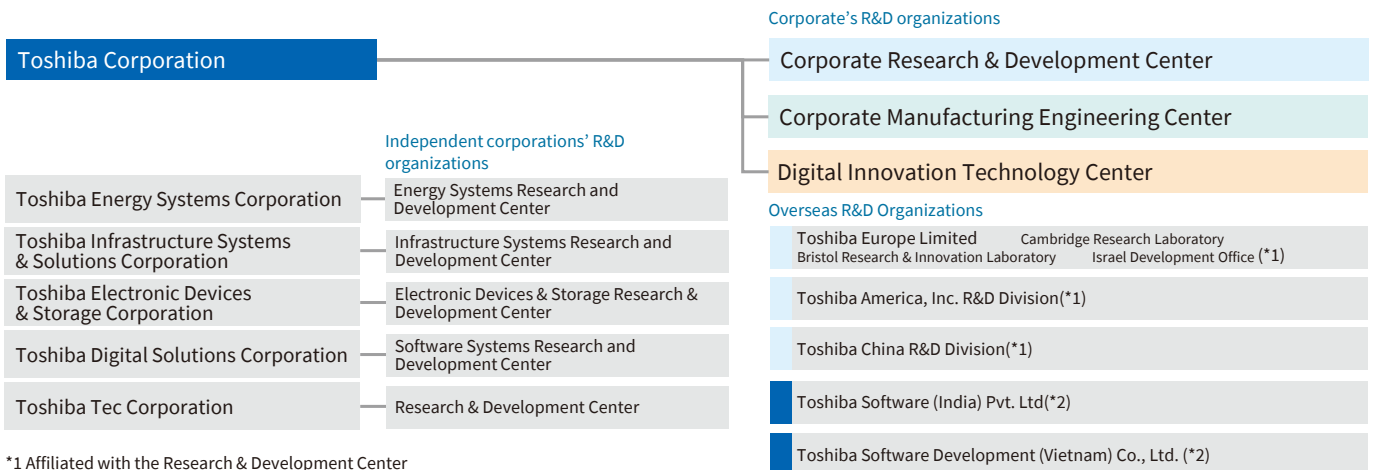 Corporate's R&D organizations
Toshiba Corporation
Corporate Research & Development Center
Corporate Manufacturing Engineering Center
Digital Innovation Technology Center
Independent corporations' R&D
organizations
Toshiba Energy Systems Corporation
Energy Systems Research and
Development Center
Toshiba Infrastructure Systems
& Solutions Corporation
Infrastructure Systems Research and
Development Center
Toshiba Electronic Devices
& Storage Corporation
Electronic Devices & Storage Research &
Development Center
Toshiba Digital Solutions Corporation
Software Systems Research and
Development Center
Toshiba Tec Corporation
Research & Development Center
Overseas R&D Organizations
Toshiba Europe Limited Cambridge Research Laboratory
Bristol Research & Innovation Laboratory Israel Development Office (*1)
Toshiba America, Inc. R&D Division(*1)
Toshiba China R&D Division(*1)
Toshiba Software (India) Pvt. Ltd(*2)
Toshiba Software Development (Vietnam) Co., Ltd. (*2)
*1 Affiliated with the Research & Development Center